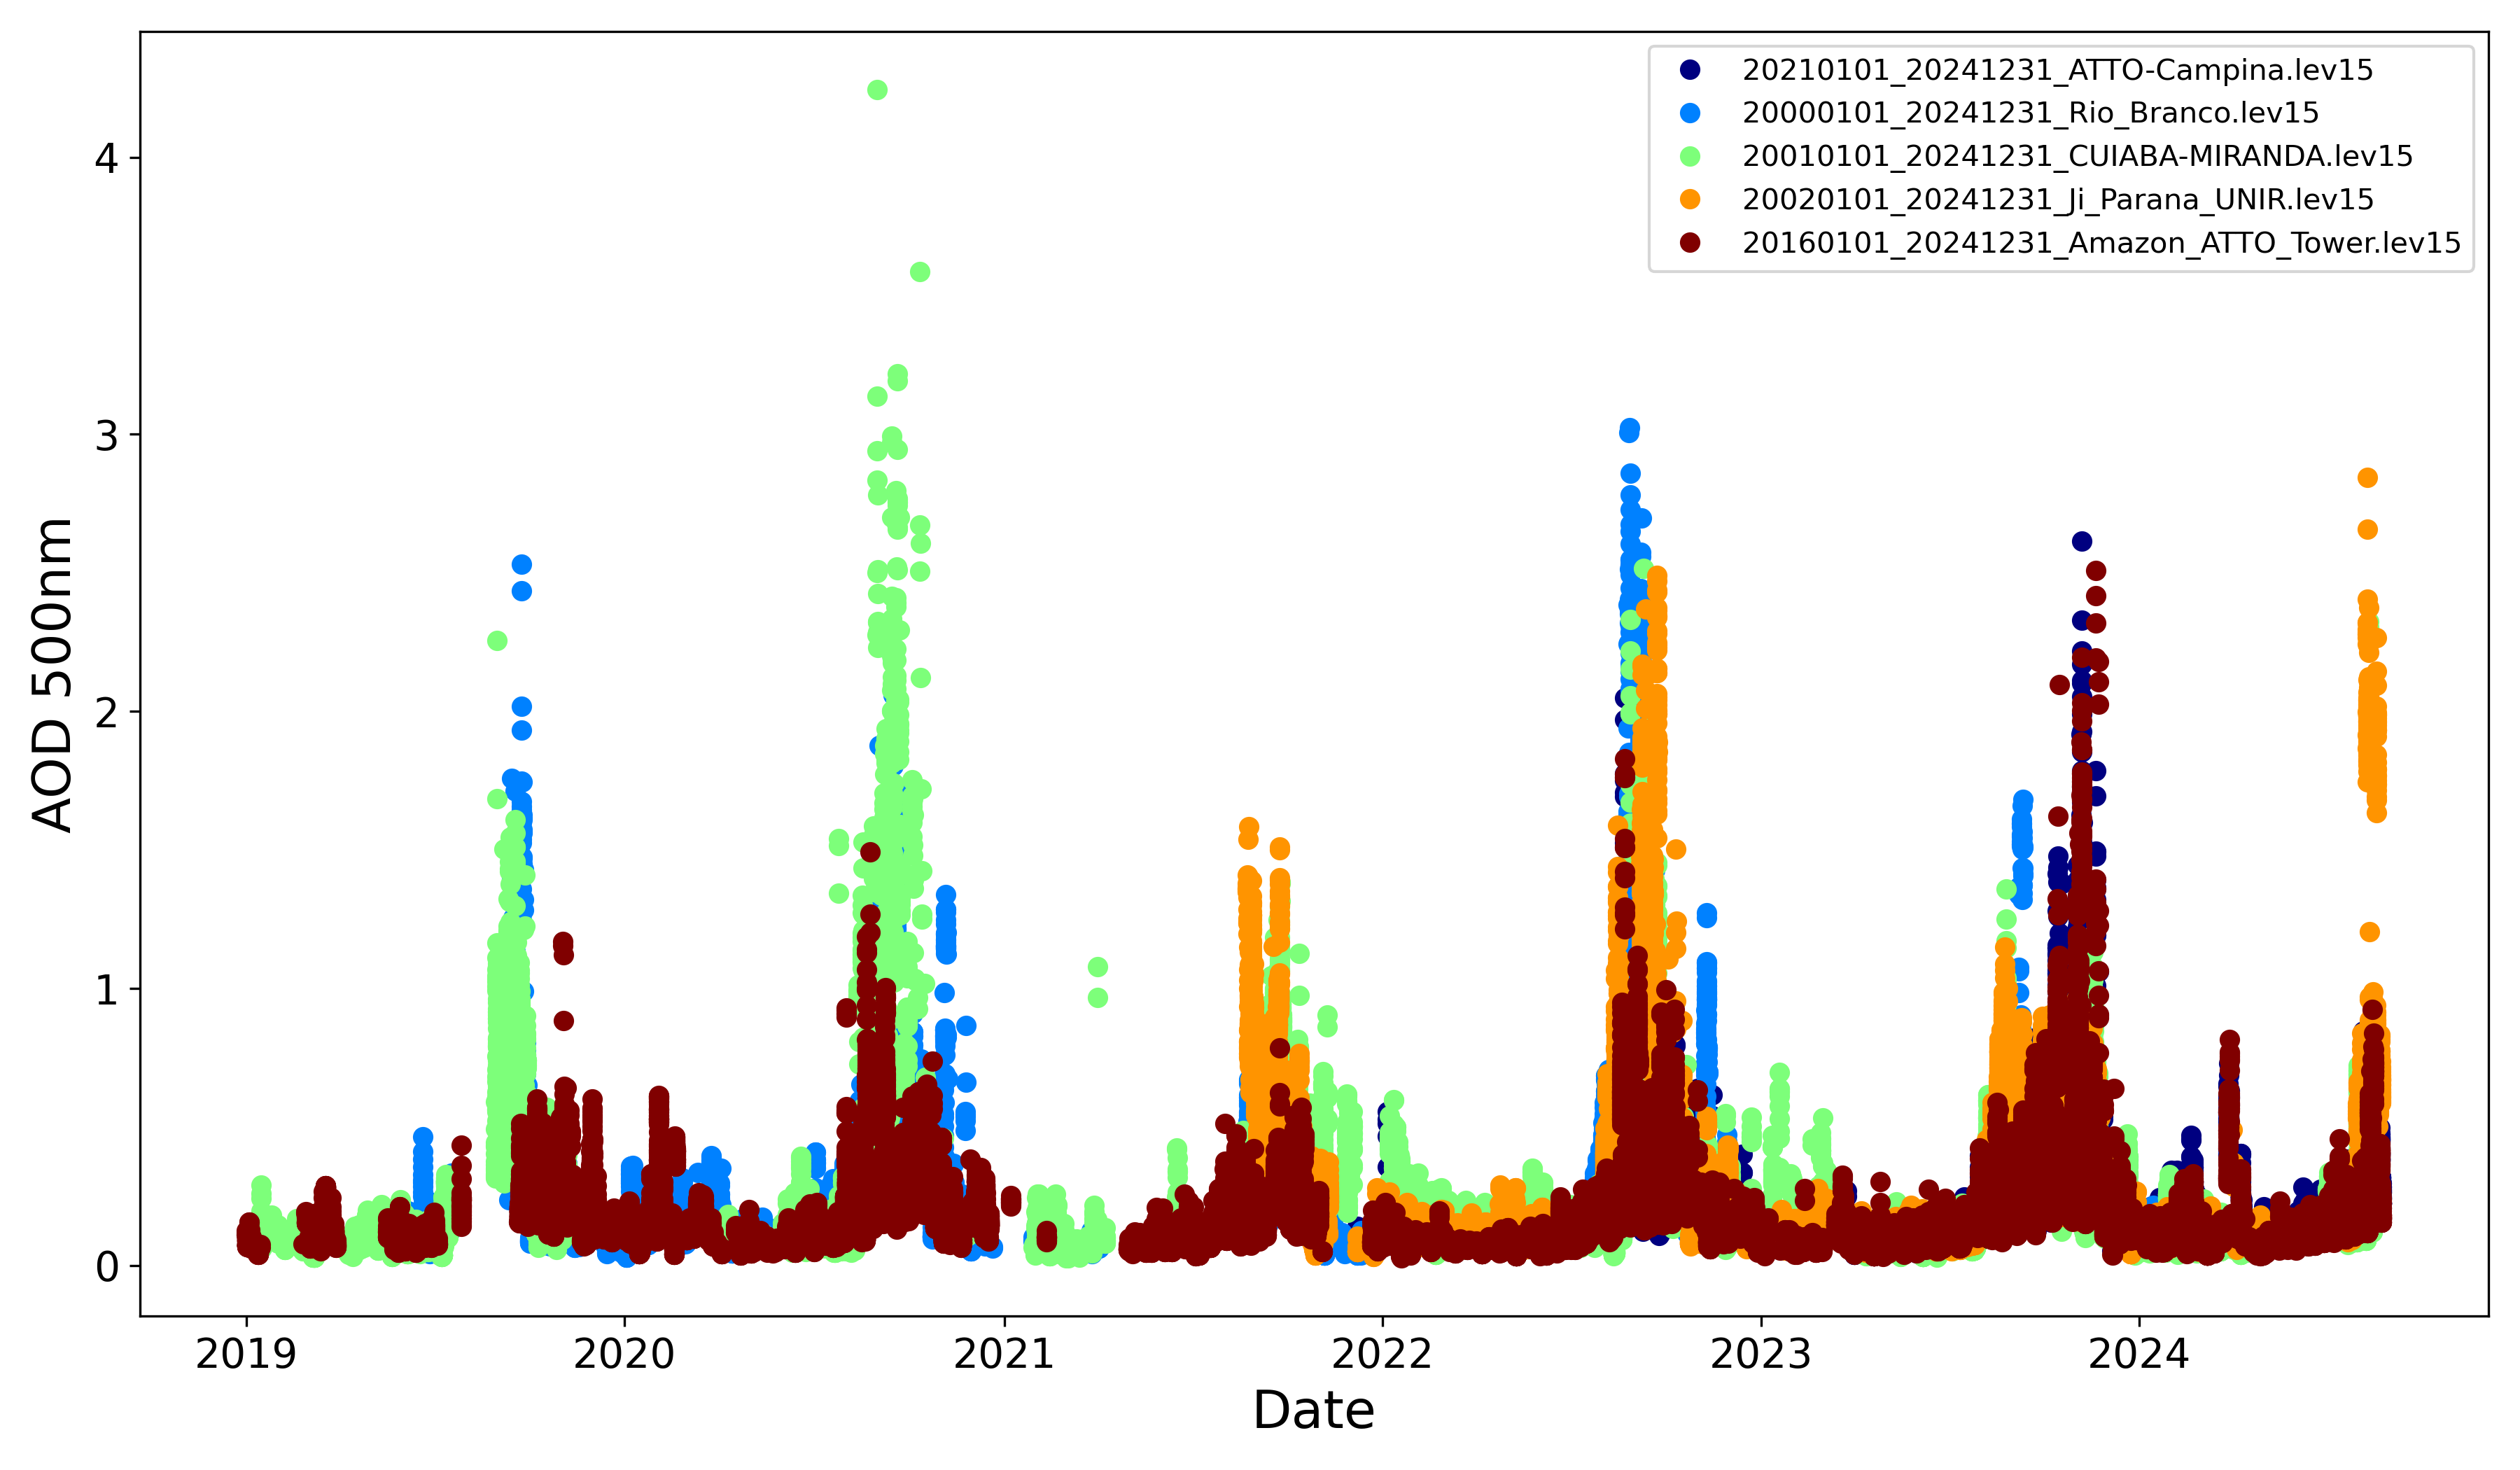 20210101_20241231_ATTO-Campina.lev15
20000101_20241231_Rio_Branco.lev15
20010101_20241231_CUIABA-MIRANDA.lev15
20020101_20241231_Ji_Parana_UNIR.lev15
20160101_20241231_Amazon_ATTO_Tower.lev15
4
3
2
1
0
AOD 500nm
2019 2020 2021 2022 2023 2024
Date